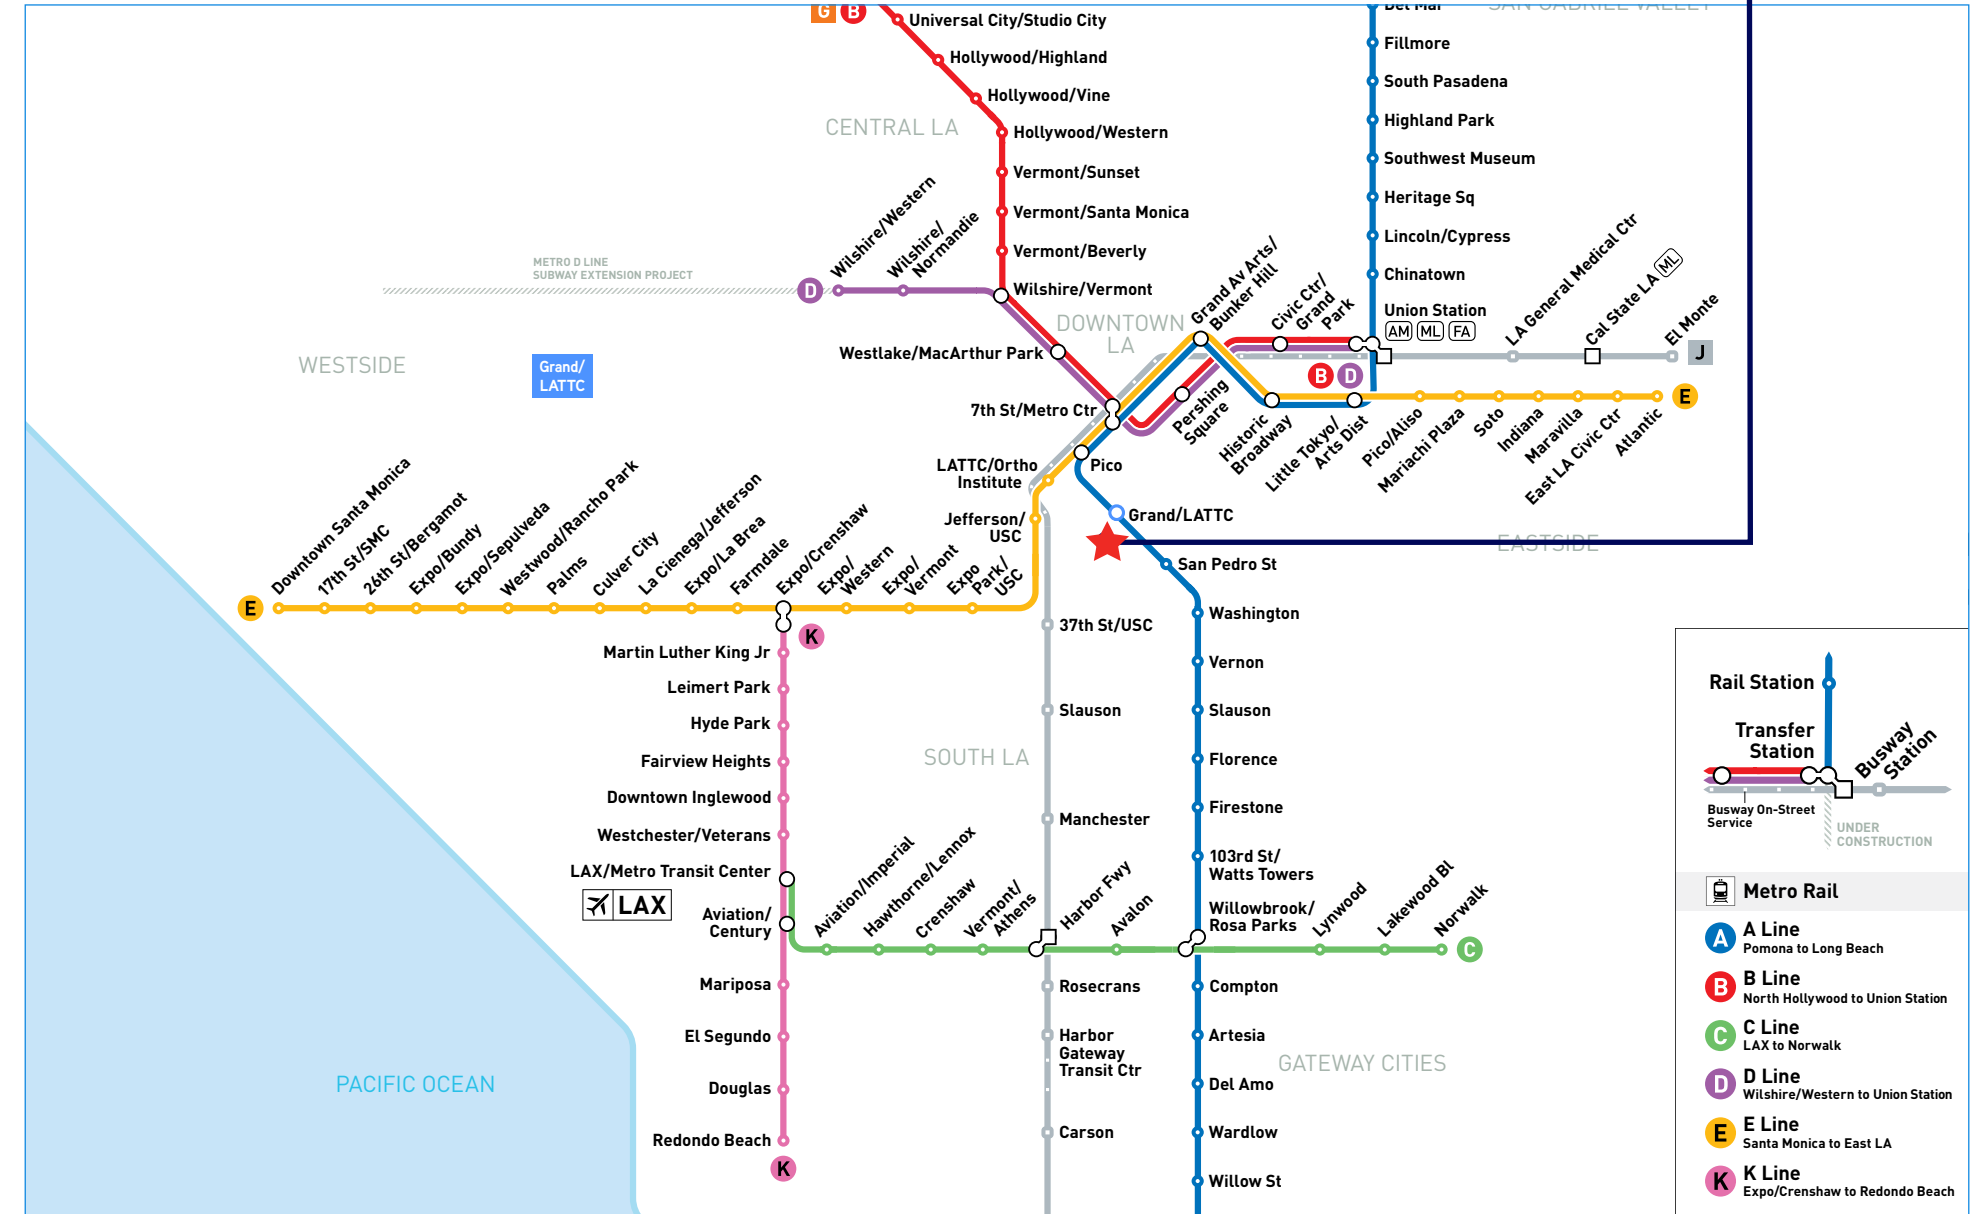 G
B
Universal City/Studio City
Hollywood/Highland
Hollywood/Vine
Hollywood/Western
Vermont/Sunset
Vermont/Santa Monica
Vermont/Beverly
Wilshire/Vermont
CENTRAL LA
Del Mar
SAN GABRIEL VALLEY
Fillmore
South Pasadena
Highland Park
Southwest Museum
Heritage Sq
Lincoln/Cypress
Chinatown
Union Station
AM ML FA
METRO D LINE
SUBWAY EXTENSION PROJECT
D
Wilshire/Western
Wilshire/
Normandie
WESTSIDE
Grand/
LATTC
DOWNTOWN
LA
Westlake/MacArthur Park
7th St/Metro Ctr
Grand Av Arts/
Bunker Hill
Civic Ctr/
Grand
Park
B
D
LA General Medical Ctr
Cal State LA ML
El Monte
J
Pershing
Square
Historic
Broadway
Little Tokyo/
Arts Dist
Pico/Aliso
Mariachi Plaza
Soto
Indiana
Maravilla
East LA Civic Ctr
Atlantic
E
LATTC/Ortho
Institute
Pico
Jefferson/
USC
Grand/LATTC
EASTSIDE
San Pedro St
E
Downtown Santa Monica
17th St/SMC
26th St/Bergamot
Expo/Bundy
Expo/Sepulveda
Westwood/Rancho Park
Palms
Culver City
La Cienega/Jefferson
Expo/La Brea
Farmdale
Expo/Crenshaw
Expo/
Western
Expo/
Vermont
Expo
Park/
USC
K
Martin Luther King Jr
Leimert Park
Hyde Park
Fairview Heights
Downtown Inglewood
Westchester/Veterans
LAX/Metro Transit Center
LAX
Aviation/
Century
Mariposa
El Segundo
Douglas
Redondo Beach
K
37th St/USC
Slauson
SOUTH LA
Manchester
Harbor Fwy
Rosecrans
Harbor
Gateway
Transit Ctr
Carson
Washington
Vernon
Slauson
Florence
Firestone
103rd St/
Watts Towers
Willowbrook/
Rosa Parks
Compton
Artesia
Del Amo
Wardlow
Willow St
Aviation/Imperial
Hawthorne/Lennox
Crenshaw
Vermont/
Athens
Avalon
Lynwood
Lakewood Bl
Norwalk
C
GATEWAY CITIES
PACIFIC OCEAN
Rail Station
Transfer
Station
Busway
Station
Busway On-Street
Service
UNDER
CONSTRUCTION
Metro Rail
A
A Line
Pomona to Long Beach
B
B Line
North Hollywood to Union Station
C
C Line
LAX to Norwalk
D
D Line
Wilshire/Western to Union Station
E
E Line
Santa Monica to East LA
K
K Line
Expo/Crenshaw to Redondo Beach